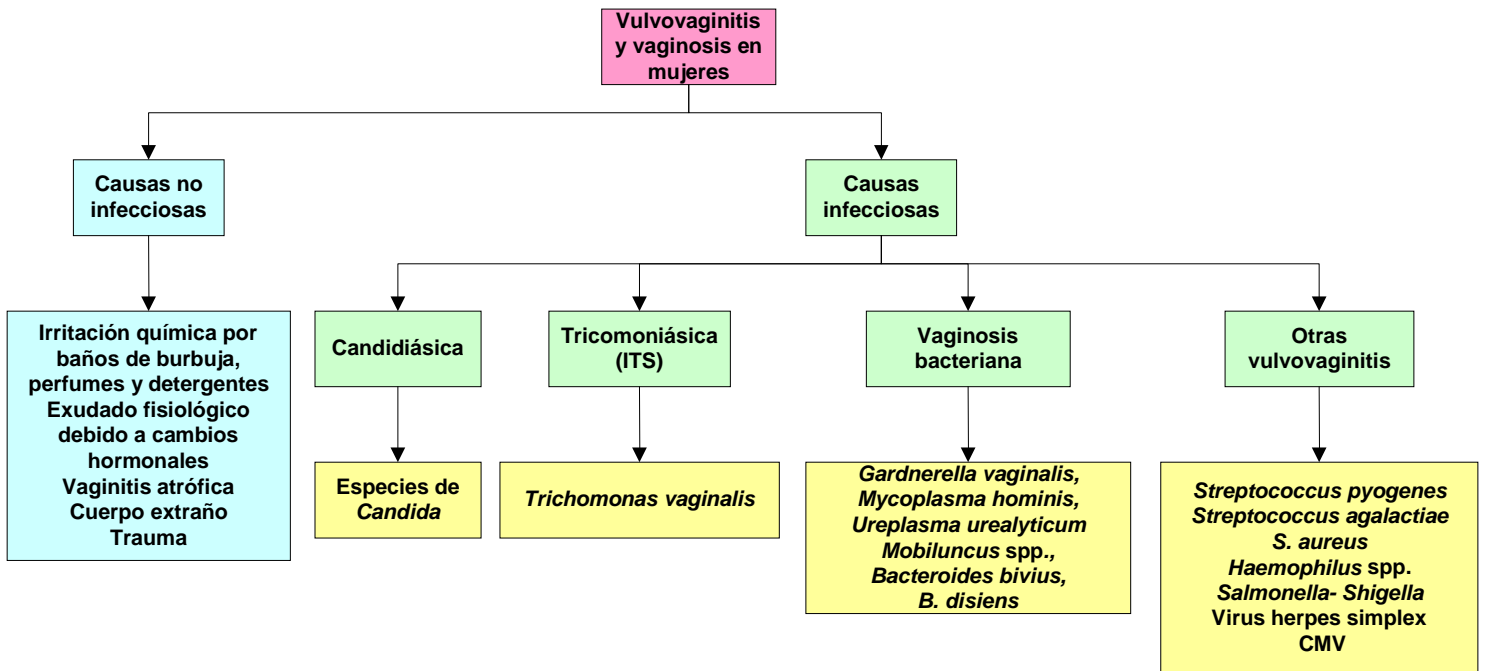 Vulvovaginitis
y vaginosis en
mujeres
Causas no
infecciosas
Causas
infecciosas
Irritación química por
baños de burbuja,
perfumes y detergentes
Exudado fisiológico
debido a cambios
hormonales
Vaginitis atrófica
Cuerpo extraño
Trauma
Candidiásica
Tricomoniásica
(ITS)
Vaginosis
bacteriana
Otras
vulvovaginitis
Especies de
Candida
Trichomonas vaginalis
Gardnerella vaginalis,
Mycoplasma hominis,
Ureplasma urealyticum
Mobiluncus spp.,
Bacteroides bivius,
B. disiens
Streptococcus pyogenes
Streptococcus agalactiae
S. aureus
Haemophilus spp.
Salmonella- Shigella
Virus herpes simplex
CMV